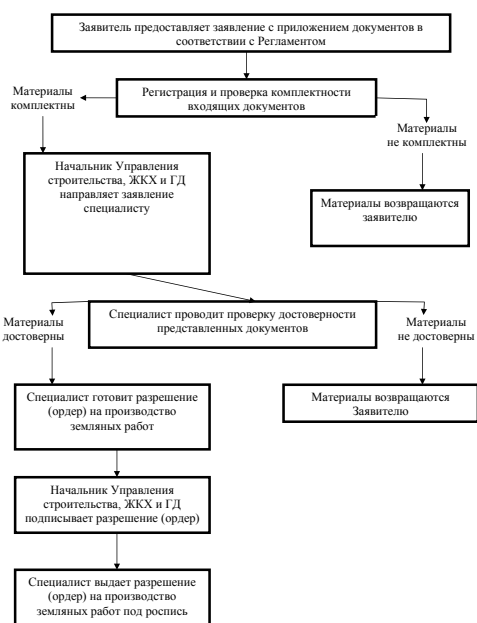 Заявитель предоставляет заявление с приложением документов в
соответствии с Регламентом
Материалы
комплектны
Регистрация и проверка комплектности
входящих документов
Материалы
не комплектны
Начальник Управления
строительства, ЖКХ и ГД
направляет заявление
специалисту
Материалы возвращаются
заявителю
Материалы
достоверны
Специалист проводит проверку достоверности
представленных документов
Материалы
не достоверны
Специалист готовит разрешение
(ордер) на производство
земляных работ
Материалы возвращаются
Заявителю
Начальник Управления
строительства, ЖКХ и ГД
подписывает разрешение (ордер)
Специалист выдает разрешение
(ордер) на производство
земляных работ под роспись